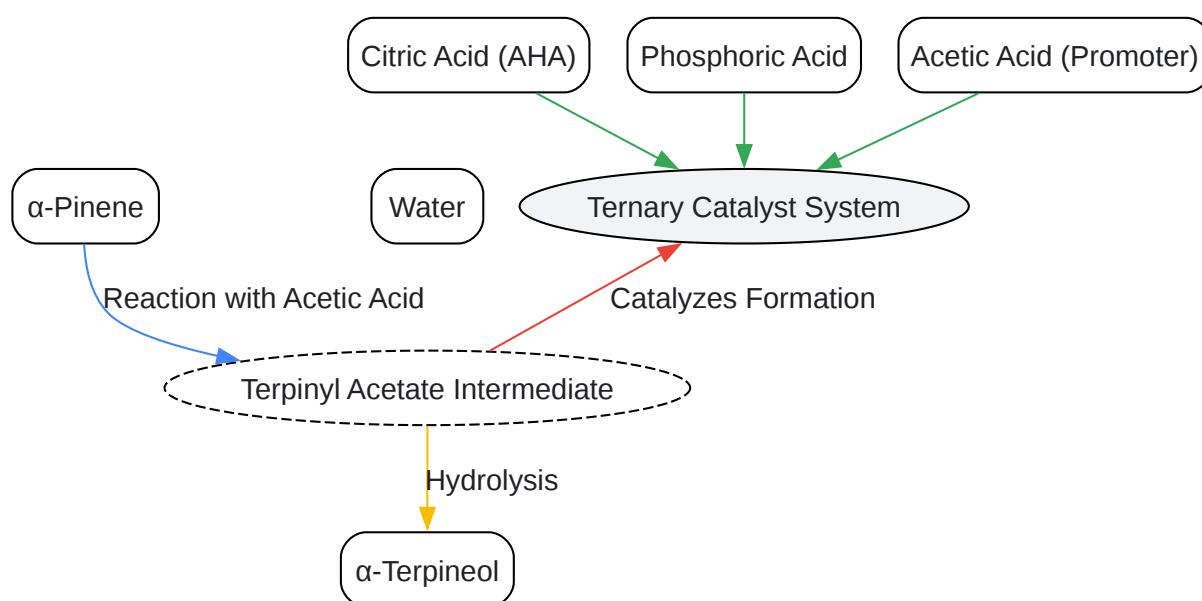 Citric Acid (AHA)
Phosphoric Acid
Acetic Acid (Promoter)
α-Pinene
Water
Ternary Catalyst System
Reaction with Acetic Acid
Catalyzes Formation
Terpinyl Acetate Intermediate
Hydrolysis
α-Terpineol